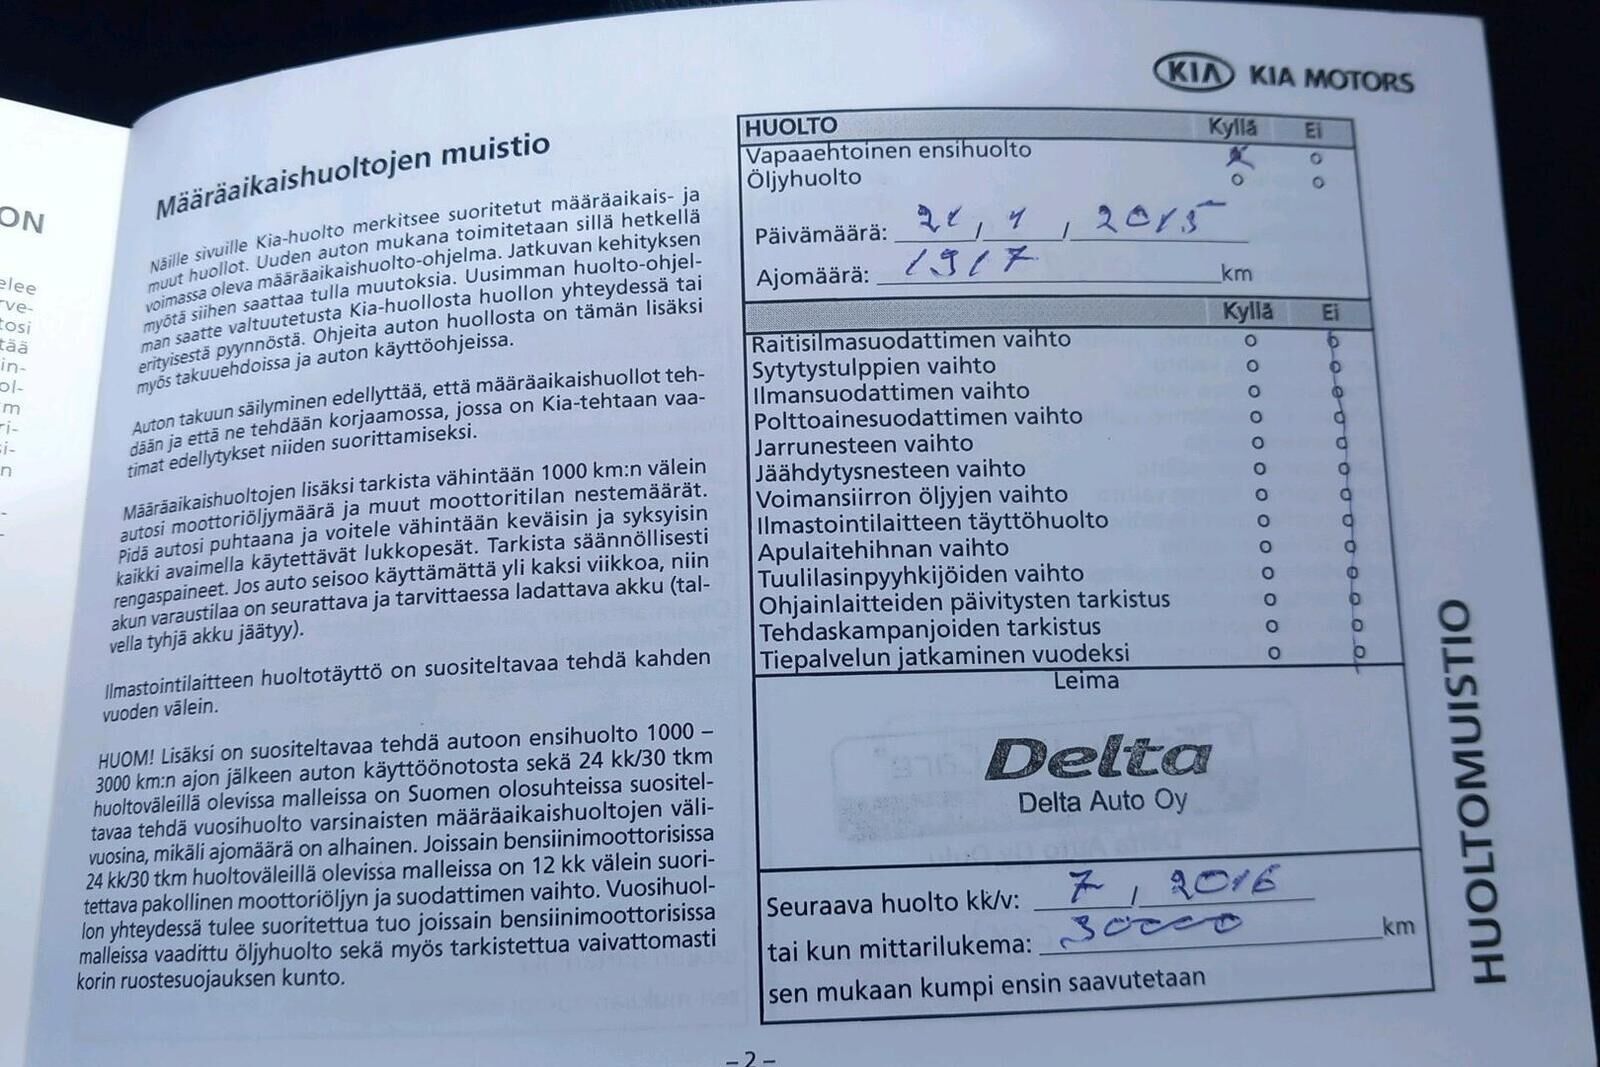 KIA KIA MOTORS
ON
elee
rve-
tosi
tää
in-
ol-
m
ri-
si-
n
-
-
Määräaikaishuoltojen muistio
Näille sivuille Kia-huolto merkitsee suoritetut määräaikais- ja
muut huollot. Uuden auton mukana toimitetaan sillä hetkellä
voimassa oleva määräaikaishuolto-ohjelma. Jatkuvan kehityksen
myötä siihen saattaa tulla muutoksia. Uusimman huolto-ohjel-
man saatte valtuutetusta Kia-huollosta huollon yhteydessä tai
erityisestä pyynnöstä. Ohjeita auton huollosta on tämän lisäksi
myös takuuehdoissa ja auton käyttöohjeissa.
Auton takuun säilyminen edellyttää, että määräaikaishuollot teh-
dään ja että ne tehdään korjaamossa, jossa on Kia-tehtaan vaa-
timat edellytykset niiden suorittamiseksi.
Määräaikaishuoltojen lisäksi tarkista vähintään 1000 km:n välein
autosi moottoriöljymäärä ja muut moottoritilan nestemäärät.
Pidä autosi puhtaana ja voitele vähintään keväisin ja syksyisin
kaikki avaimella käytettävät lukkopesät. Tarkista säännöllisesti
rengaspaineet. Jos auto seisoo käyttämättä yli kaksi viikkoa, niin
akun varaustilaa on seurattava ja tarvittaessa ladattava akku (tal-
vella tyhjä akku jäätyy).
Ilmastointilaitteen huoltotäyttö on suositeltavaa tehdä kahden
vuoden välein.
HUOM! Lisäksi on suositeltavaa tehdä autoon ensihuolto 1000 –
3000 km:n ajon jälkeen auton käyttöönotosta sekä 24 kk/30 tkm
huoltoväleillä olevissa malleissa on Suomen olosuhteissa suositel-
tavaa tehdä vuosihuolto varsinaisten määräaikaishuoltojen väli-
vuosina, mikäli ajomäärä on alhainen. Joissain bensiinimoottorisissa
24 kk/30 tkm huoltoväleillä olevissa malleissa on 12 kk välein suori-
tettava pakollinen moottoriöljyn ja suodattimen vaihto. Vuosihuol-
lon yhteydessä tulee suoritettua tuo joissain bensiinimoottorisissa
malleissa vaadittu öljyhuolto sekä myös tarkistettua vaivattomasti
korin ruostesuojauksen kunto.
HUOLTO Kyllä Ei
Vapaaehtoinen ensihuolto
Öljyhuolto
Päivämäärä: 21, 1, 2015
Ajomäärä: 1917 km
Kyllä Ei
Raitisilmasuodattimen vaihto
Sytytystulppien vaihto
Ilmansuodattimen vaihto
Polttoainesuodattimen vaihto
Jarrunesteen vaihto
Jäähdytysnesteen vaihto
Voimansiirron öljyjen vaihto
Ilmastointilaitteen täyttöhuolto
Apulaitehihnan vaihto
Tuulilasinpyyhkijöiden vaihto
Ohjainlaitteiden päivitysten tarkistus
Tehdaskampanjoiden tarkistus
Tiepalvelun jatkaminen vuodeksi
Leima
Delta
Delta Auto Oy
Seuraava huolto kk/v: 7, 2016
tai kun mittarilukema: 30000 km
sen mukaan kumpi ensin saavutetaan
HUOLTOMUISTIO
– 2 –